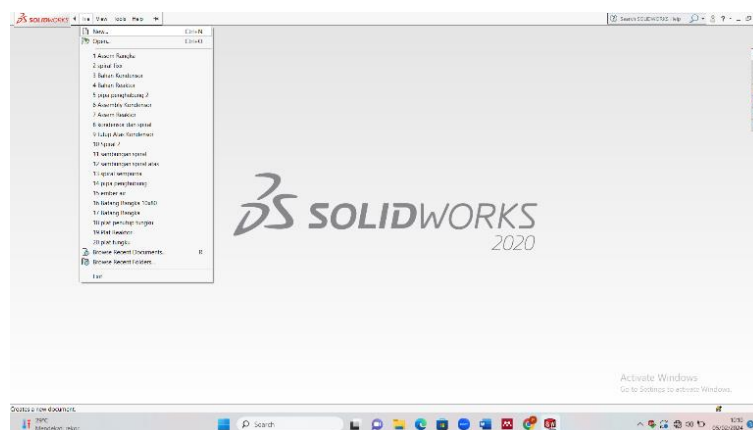 SOLIDWORKS File View Tools Help
Search SOLIDWORKS Help
New... Ctrl+N
Open... Ctrl+O
1 Assem Rangka
2 spiral fix
3 Bahan Kondensor
4 Bahan Reaktor
5 pipa penghubung 2
6 Assembly Kondensor
7 Assem Reaktor
8 kondensor dan spiral
9 tutup Atas Kondensor
10 Spiral 2
11 sambungan spiral
12 sambungan spiral atas
13 spiral sempurna
14 pipa penghubung
15 ember air
16 Batang Rangka 10x60
17 Batang Rangka
18 plat penutup tungku
19 Plat Reaktor
20 plat tungku
Browse Recent Documents... R
Browse Recent Folders...
Exit
SOLIDWORKS
2020
Activate Windows
Go to Settings to activate Windows.
Creates a new document.
Search
05/02/2024